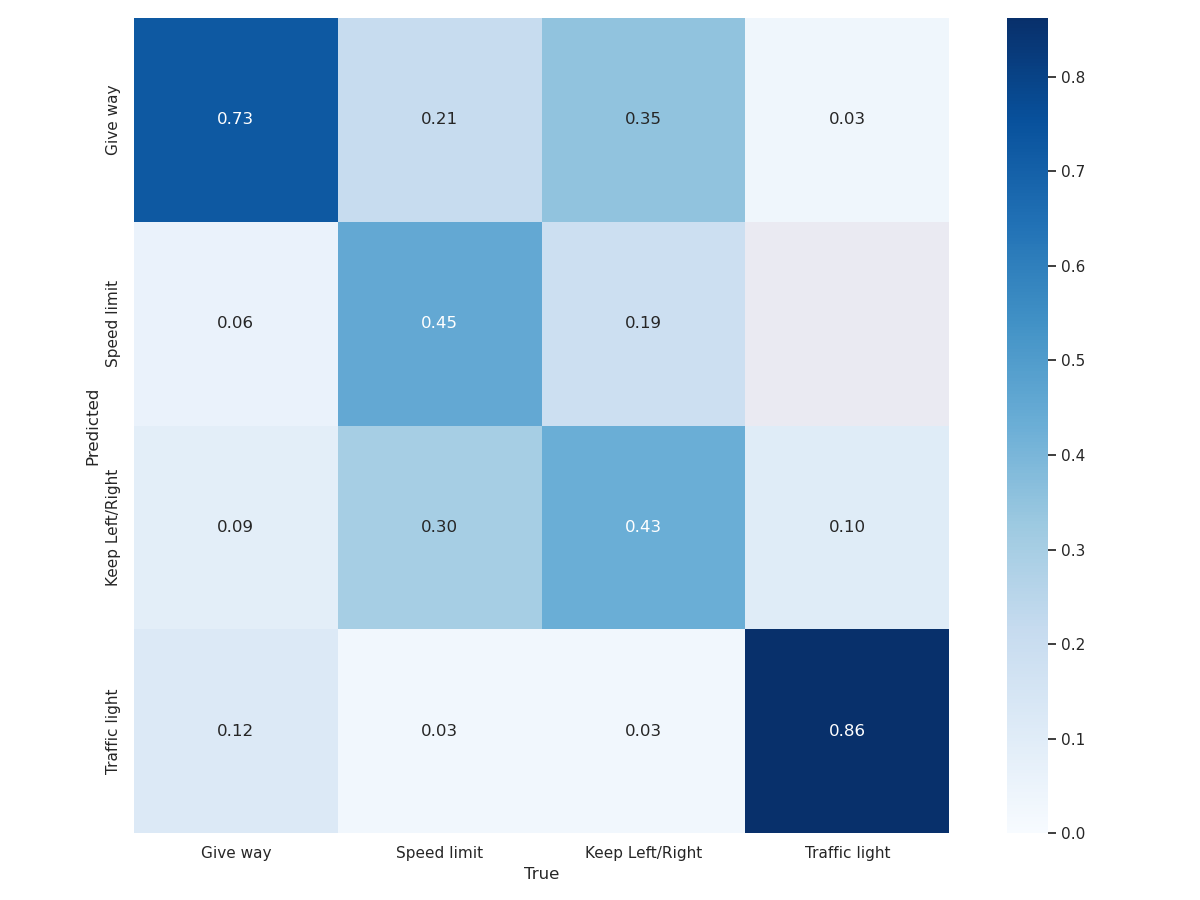 Give way 0.73 0.21 0.35 0.03
Speed limit 0.06 0.45 0.19
Keep Left/Right 0.09 0.30 0.43 0.10
Traffic light 0.12 0.03 0.03 0.86
Predicted
Give way Speed limit Keep Left/Right Traffic light
True
0.8
0.7
0.6
0.5
0.4
0.3
0.2
0.1
0.0